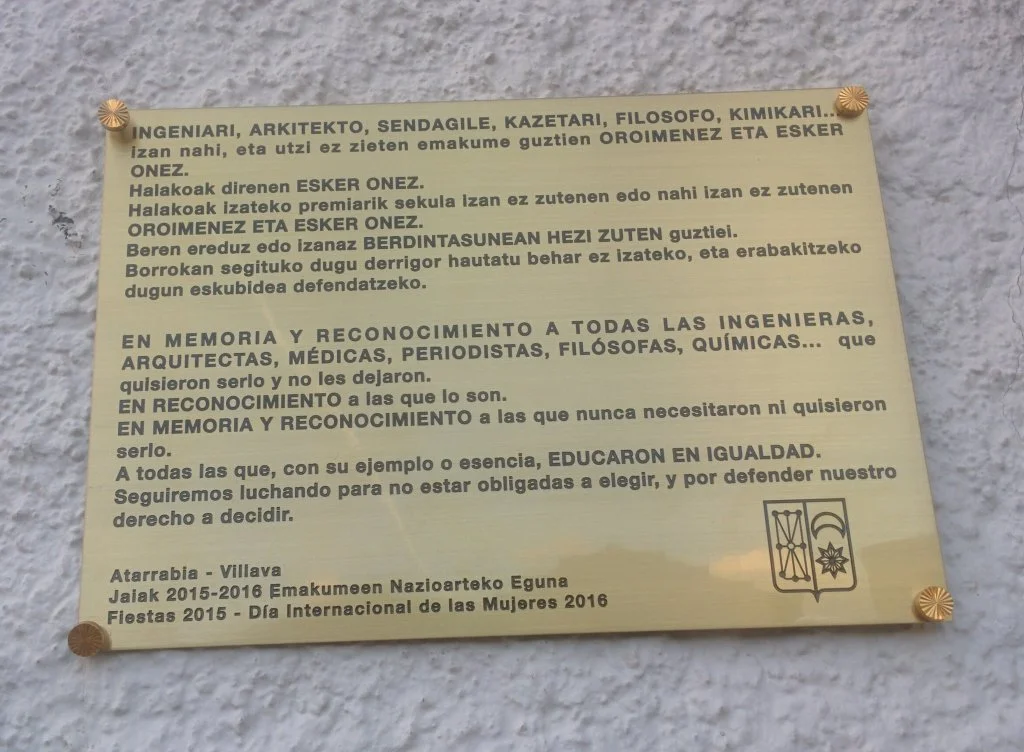 INGENIARI, ARKITEKTO, SENDAGILE, KAZETARI, FILOSOFO, KIMIKARI...
izan nahi, eta utzi ez zieten emakume guztien OROIMENEZ ETA ESKER
ONEZ.
Halakoak direnen ESKER ONEZ.
Halakoak izateko premiarik sekula izan ez zutenen edo nahi izan ez zutenen
OROIMENEZ ETA ESKER ONEZ.
Beren ereduz edo izanaz BERDINTASUNEAN HEZI ZUTEN guztiei.
Borrokan segituko dugu derrigor hautatu behar ez izateko, eta erabakitzeko
dugun eskubidea defendatzeko.
EN MEMORIA Y RECONOCIMIENTO A TODAS LAS INGENIERAS,
ARQUITECTAS, MÉDICAS, PERIODISTAS, FILÓSOFAS, QUÍMICAS... que
quisieron serlo y no les dejaron.
EN RECONOCIMIENTO a las que lo son.
EN MEMORIA Y RECONOCIMIENTO a las que nunca necesitaron ni quisieron
serlo.
A todas las que, con su ejemplo o esencia, EDUCARON EN IGUALDAD.
Seguiremos luchando para no estar obligadas a elegir, y por defender nuestro
derecho a decidir.
Atarrabia - Villava
Jaiak 2015-2016 Emakumeen Nazioarteko Eguna
Fiestas 2015 - Día Internacional de las Mujeres 2016